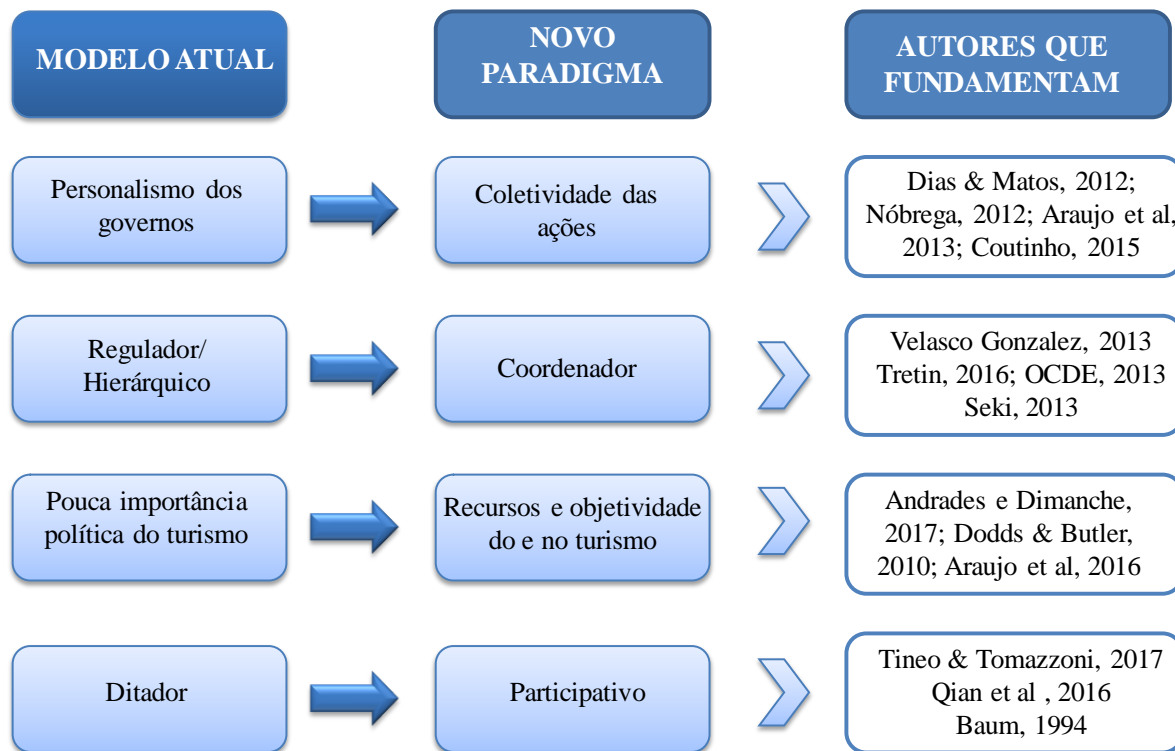 MODELO ATUAL
NOVO
PARADIGMA
AUTORES QUE
FUNDAMENTAM
Personalismo dos
governos
Coletividade das
ações
Dias & Matos, 2012;
Nóbrega, 2012; Araujo et al,
2013; Coutinho, 2015
Regulador/
Hierárquico
Coordenador
Velasco Gonzalez, 2013
Tretin, 2016; OCDE, 2013
Seki, 2013
Pouca importância
política do turismo
Recursos e objetividade
do e no turismo
Andrades e Dimanche,
2017; Dodds & Butler,
2010; Araujo et al, 2016
Ditador
Participativo
Tineo & Tomazzoni, 2017
Qian et al , 2016
Baum, 1994